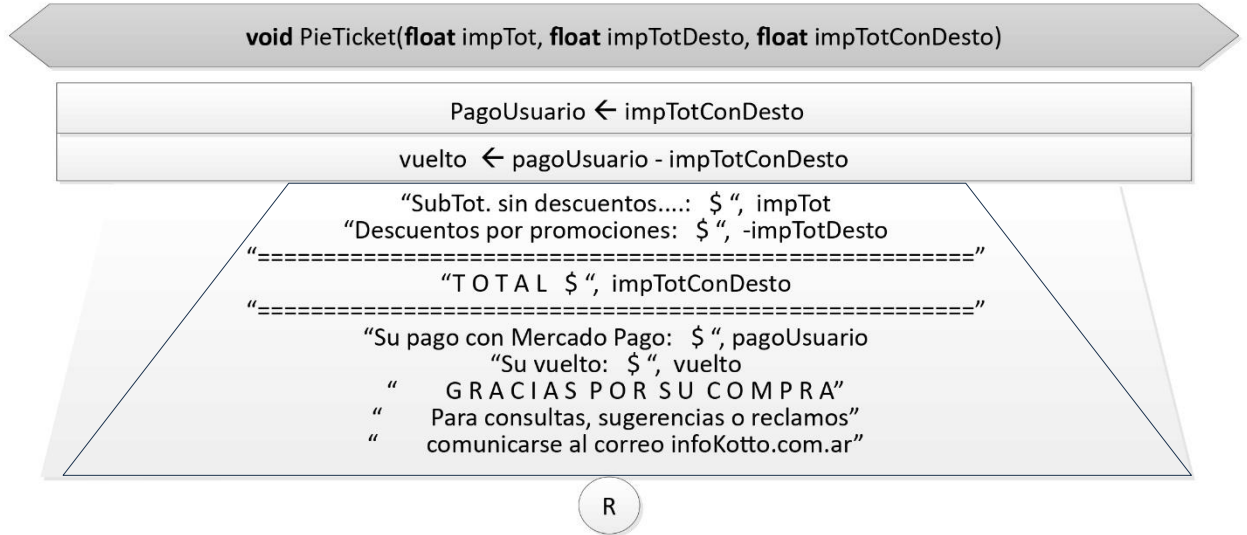 void PieTicket(float impTot, float impTotDesto, float impTotConDesto)
PagoUsuario ← impTotConDesto
vuelto ← pagoUsuario - impTotConDesto
“SubTot. sin descuentos....: $ “, impTot
“Descuentos por promociones: $ “, -impTotDesto
“======================================================”
“T O T A L $ “, impTotConDesto
“======================================================”
“Su pago con Mercado Pago: $ “, pagoUsuario
“Su vuelto: $ “, vuelto
“ G R A C I A S P O R S U C O M P R A”
“ Para consultas, sugerencias o reclamos”
“ comunicarse al correo infoKotto.com.ar”
R